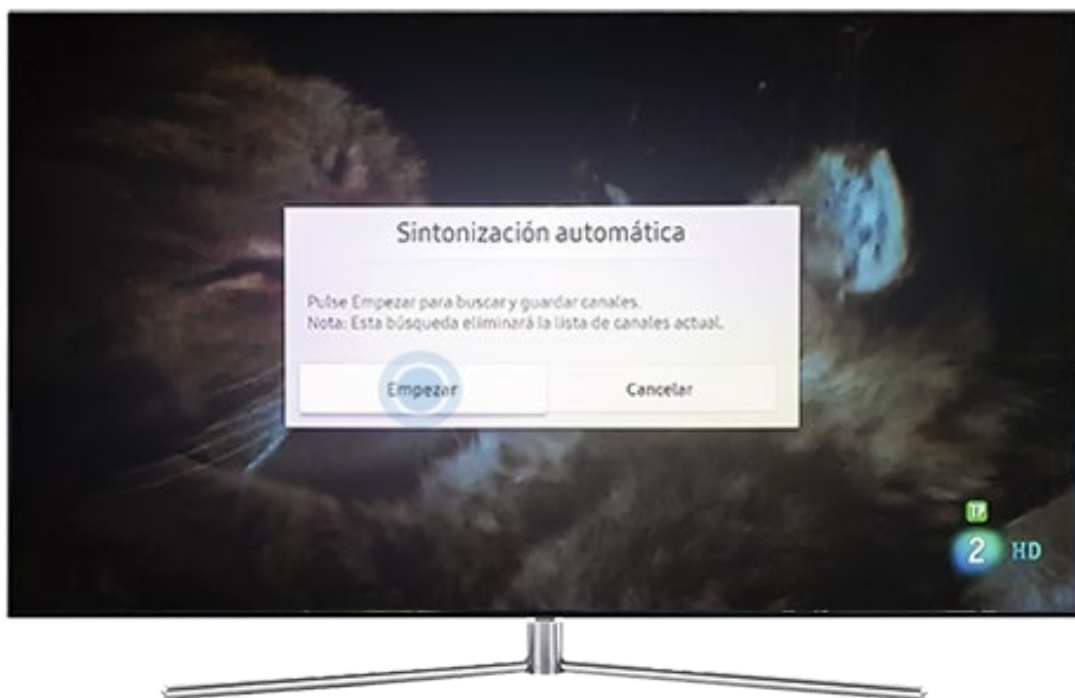 Sintonización automática
Pulse Empezar para buscar y guardar canales.
Nota: Esta búsqueda eliminará la lista de canales actual.
Empezar
Cancelar
TP
2 HD